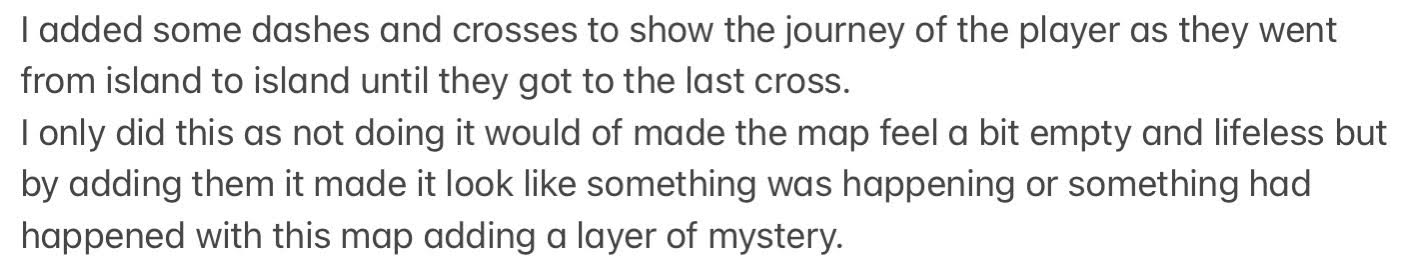 I added some dashes and crosses to show the journey of the player as they went
from island to island until they got to the last cross.
I only did this as not doing it would of made the map feel a bit empty and lifeless but
by adding them it made it look like something was happening or something had
happened with this map adding a layer of mystery.